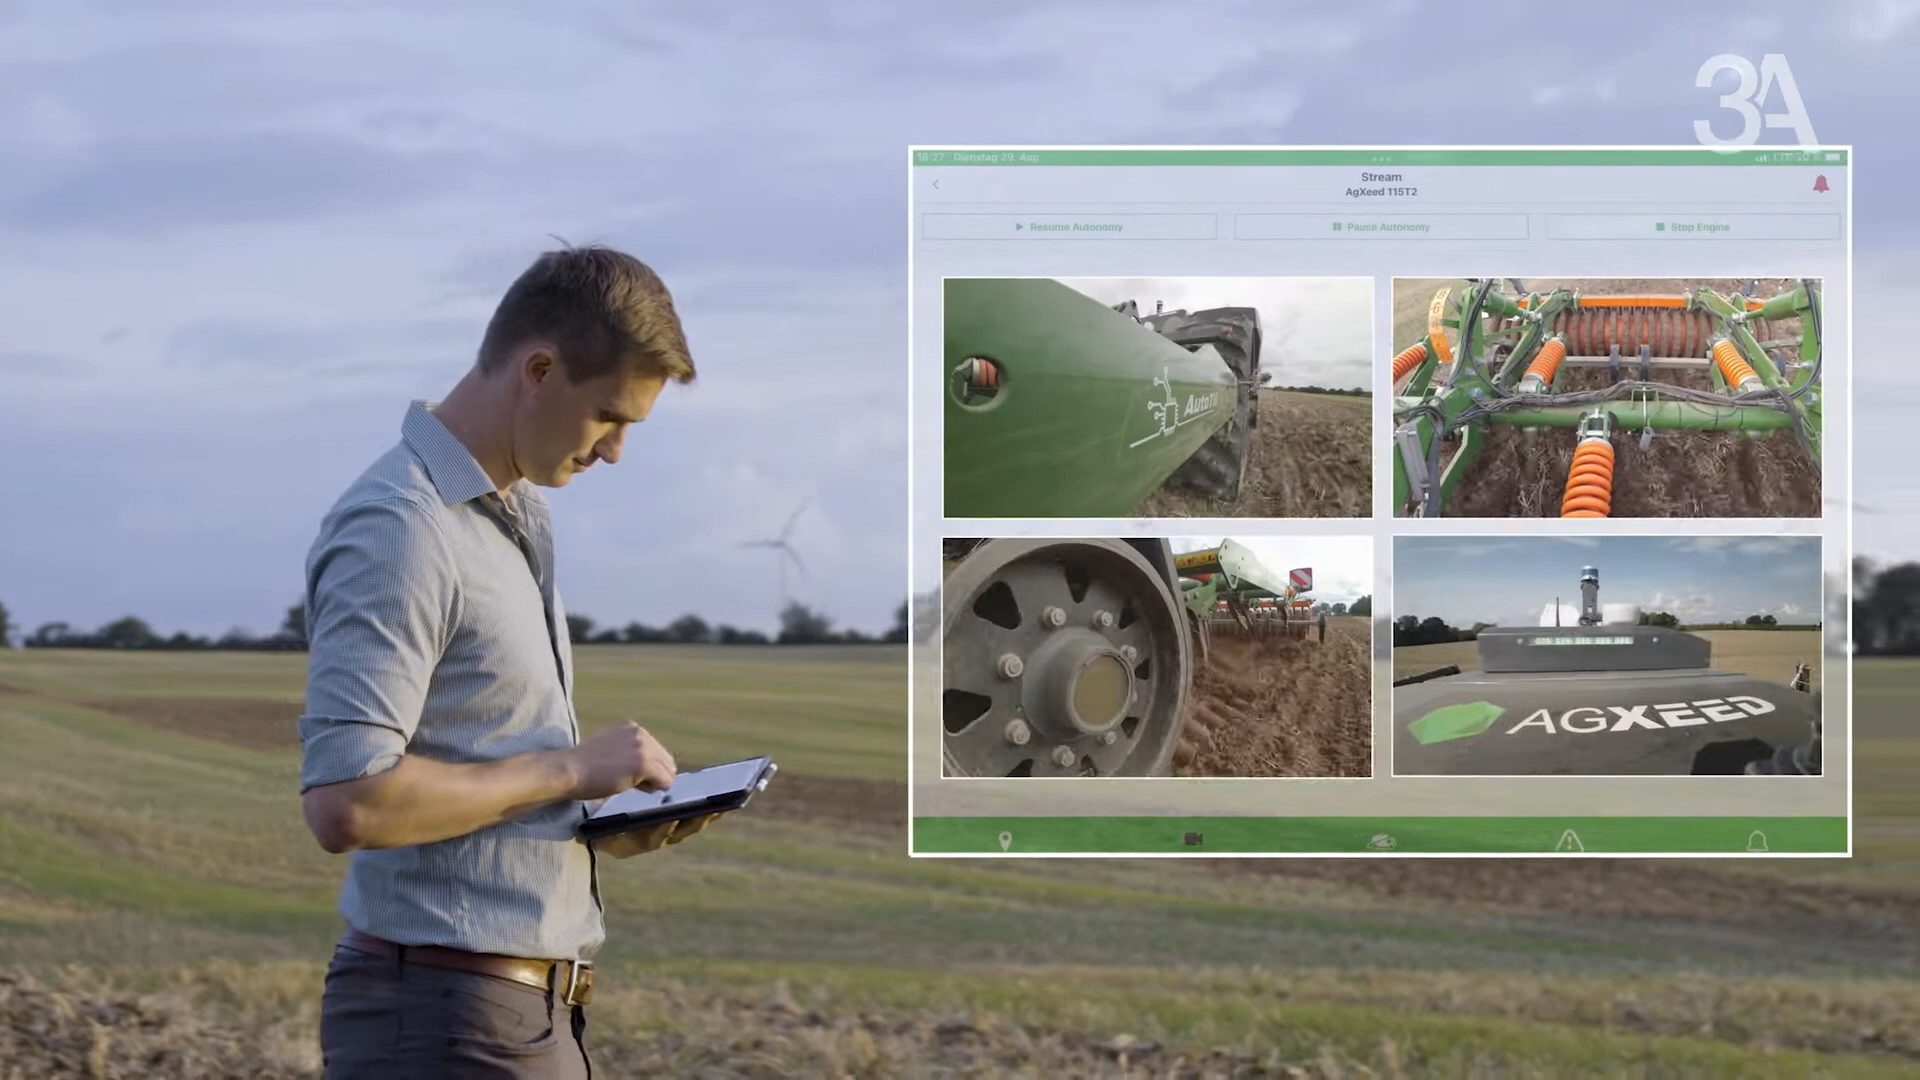 3A
18:27 Dienstag 29. Aug.
Stream
AgXeed 115T2
Resume Autonomy
Pause Autonomy
Stop Engine
AutoTill
AGXEED